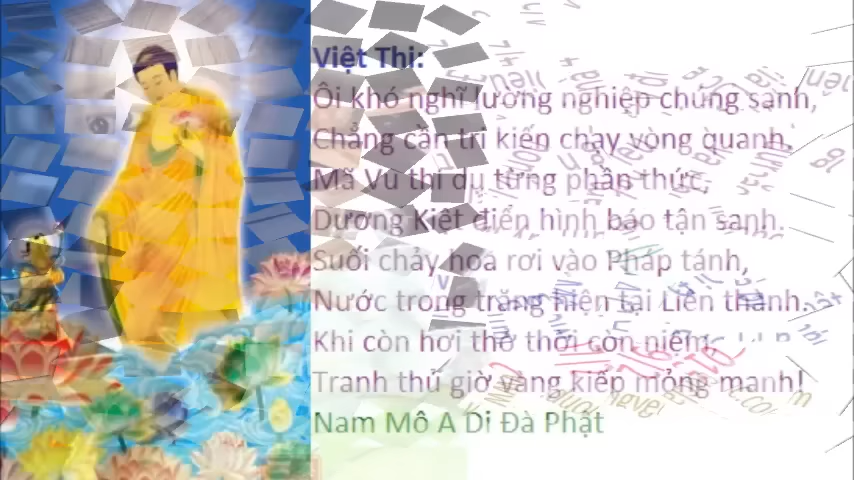 Việt Thi:
Ôi khó nghĩ lường nghiệp chúng sanh,
Chẳng cần tri kiến chạy vòng quanh.
Mã Vu thí dụ từng phần thức,
Dương Kiệt điển hình báo tận sanh.
Suối chảy hoa rơi vào Pháp tánh,
Nước trong trăng hiện tại Liên thành.
Khi còn hơi thở thời còn niệm,
Tranh thủ giờ vàng kiếp mỏng manh!
Nam Mô A Di Đà Phật